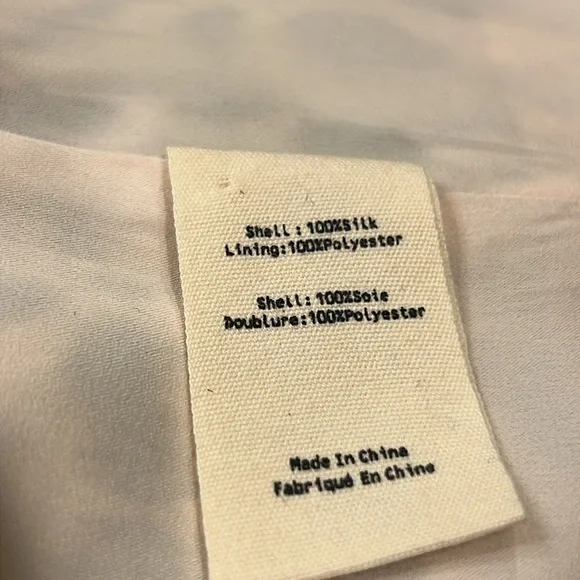 Shell: 100%Silk
Lining:100%Polyester
Shell: 100%Soie
Doublure:100%Polyester
Made In China
Fabriqué En Chine